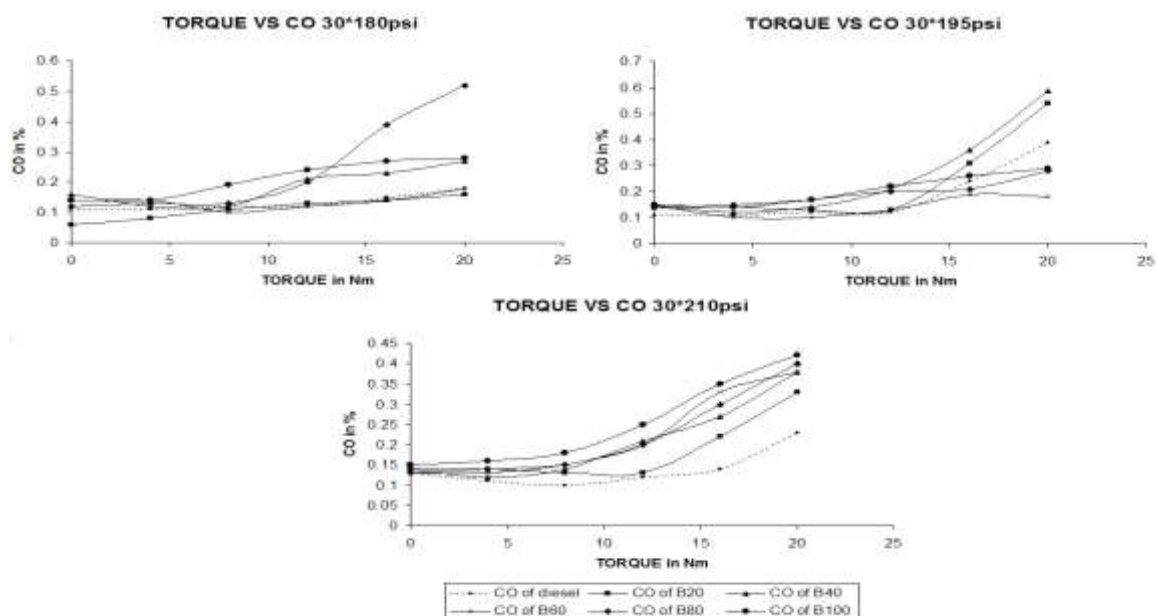 TORQUE VS CO 30*180psi
0.6
0.5
0.4
0.3
0.2
0.1
0
CO in %
0 5 10 15 20 25
TORQUE in Nm
TORQUE VS CO 30*195psi
0.7
0.6
0.5
0.4
0.3
0.2
0.1
0
CO in %
0 5 10 15 20 25
TORQUE in Nm
TORQUE VS CO 30*210psi
0.45
0.4
0.35
0.3
0.25
0.2
0.15
0.1
0.05
0
CO in %
0 5 10 15 20 25
TORQUE in Nm
CO of diesel CO of B20 CO of B40
CO of B60 CO of B80 CO of B100